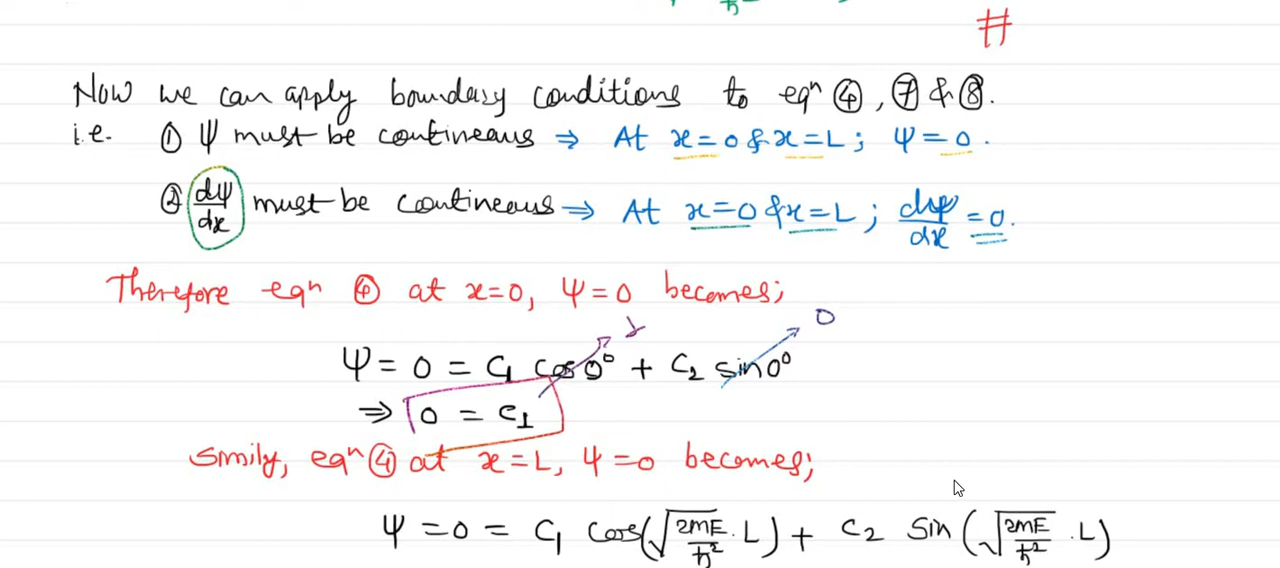 #
Now we can apply boundary conditions to eqⁿ ④, ⑦ & ⑧.
i.e. ① ψ must be contineous ⇒ At x=0 & x=L; ψ=0.
② dψ/dx must be contineous ⇒ At x=0 & x=L; dψ/dx =0.
Therefore eqⁿ ④ at x=0, ψ=0 becomes;
1 0
ψ = 0 = C₁ cos 0⁰ + C₂ sin 0⁰
⇒ 0 = C₁
Simily, eqⁿ ④ at x=L, ψ=0 becomes;
ψ = 0 = C₁ cos(√(2mE/ħ²) . L) + C₂ sin(√(2mE/ħ²) . L)